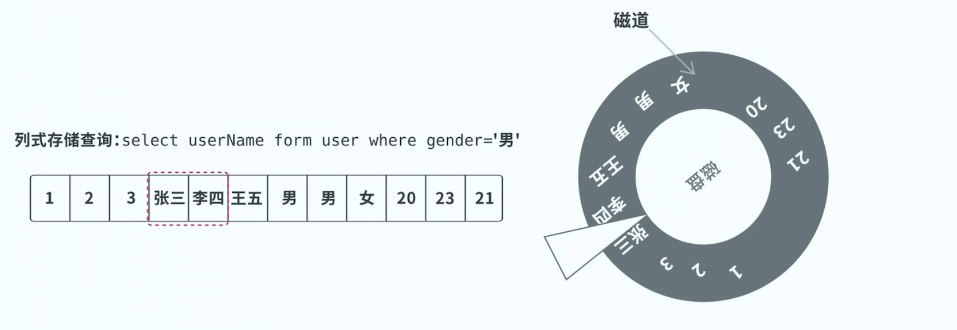 磁道
列式存储查询:select userName form user where gender='男'
1 2 3 张三 李四 王五 男 男 女 20 23 21
1 2 3 张三 李四 王五 男 男 女 20 23 21
磁盘